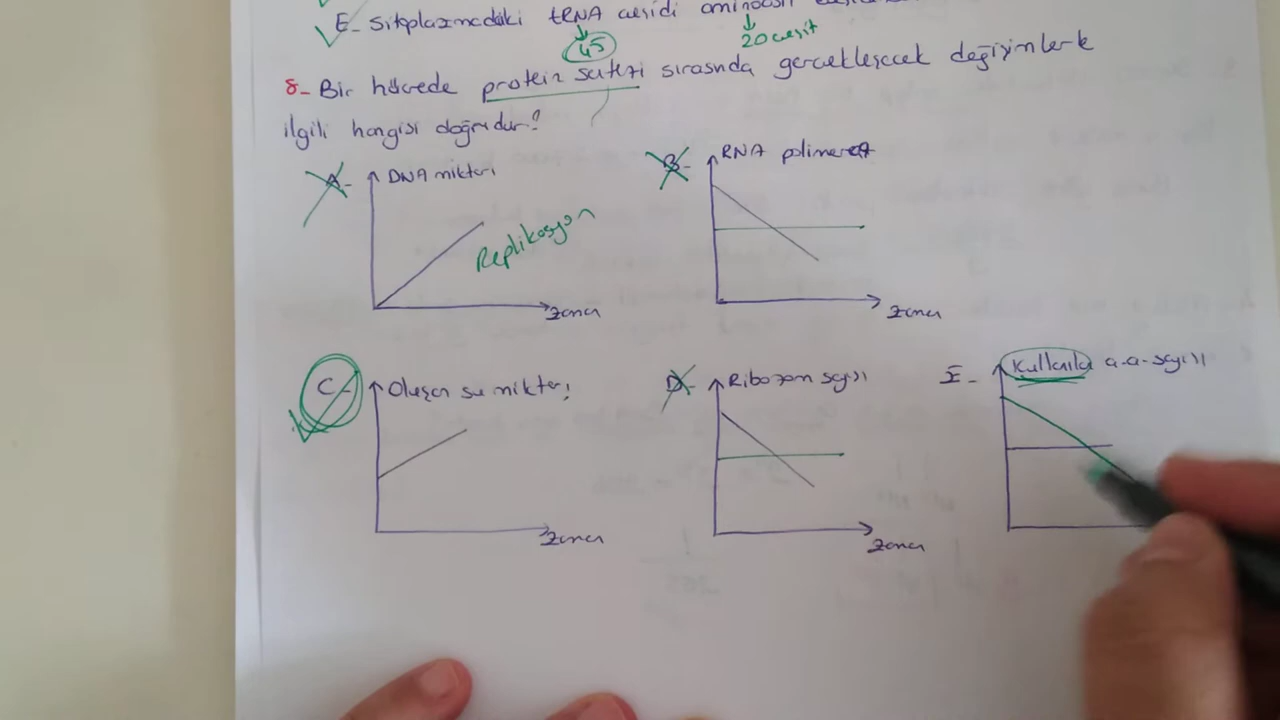 E- Sitoplazmadaki tRNA çeşidi aminoasit
45
20 çeşit
8- Bir hücrede protein sentezi sırasında gerçekleşecek değişimlerle
ilgili hangisi doğrudur?
A- DNA miktarı
Replikasyon
Zaman
B- RNA polimeraz
Zaman
C- Oluşan su miktarı
Zaman
D- Ribozom sayısı
Zaman
E- Kullanılan a.a. sayısı